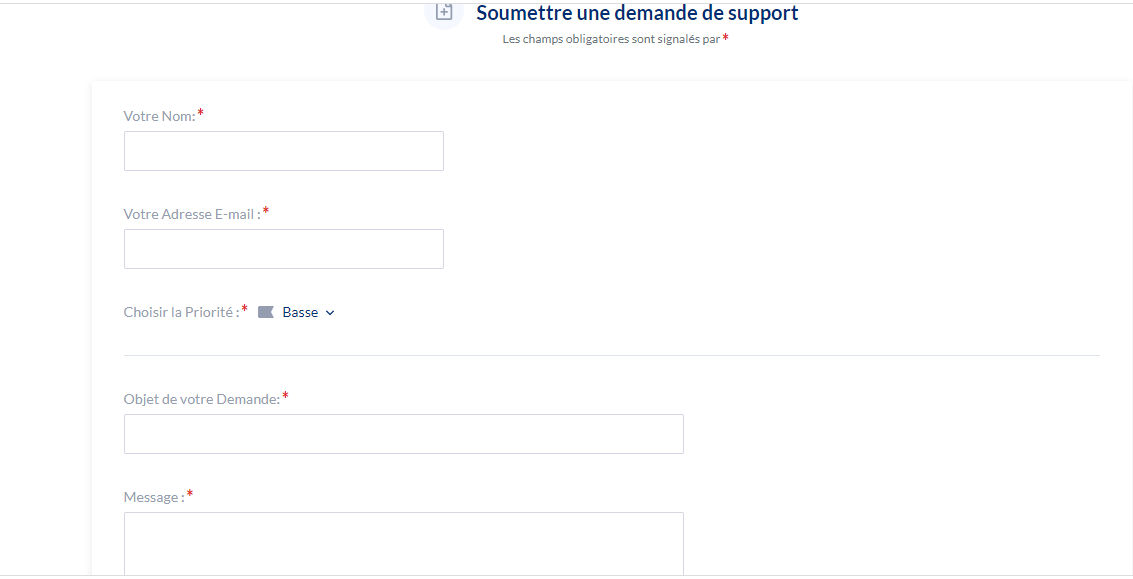 Soumettre une demande de support
Les champs obligatoires sont signalés par *
Votre Nom:*
Votre Adresse E-mail :*
Choisir la Priorité :* Basse
Objet de votre Demande:*
Message :*